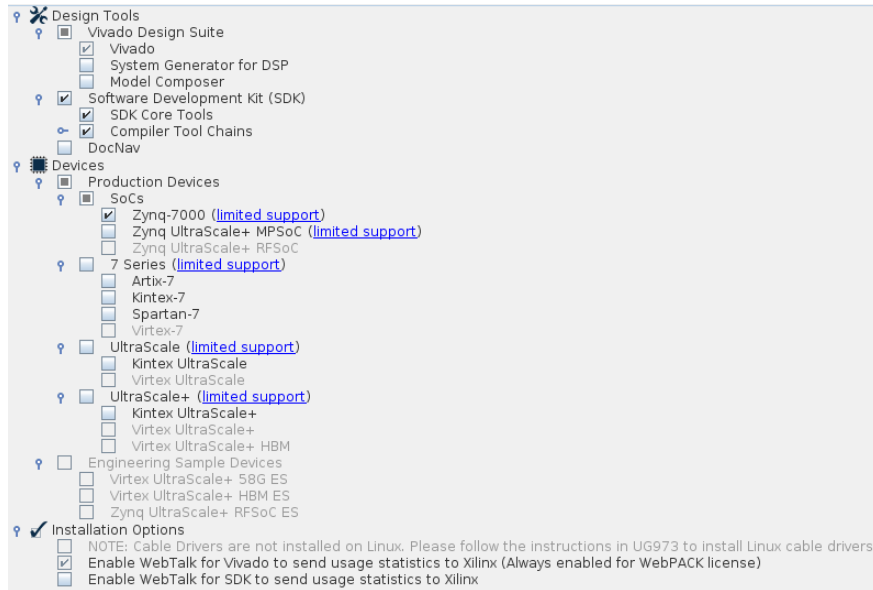 Design Tools
Vivado Design Suite
Vivado
System Generator for DSP
Model Composer
Software Development Kit (SDK)
SDK Core Tools
Compiler Tool Chains
DocNav
Devices
Production Devices
SoCs
Zynq-7000 (limited support)
Zynq UltraScale+ MPSoC (limited support)
Zynq UltraScale+ RFSoC
7 Series (limited support)
Artix-7
Kintex-7
Spartan-7
Virtex-7
UltraScale (limited support)
Kintex UltraScale
Virtex UltraScale
UltraScale+ (limited support)
Kintex UltraScale+
Virtex UltraScale+
Virtex UltraScale+ HBM
Engineering Sample Devices
Virtex UltraScale+ 58G ES
Virtex UltraScale+ HBM ES
Zynq UltraScale+ RFSoC ES
Installation Options
NOTE: Cable Drivers are not installed on Linux. Please follow the instructions in UG973 to install Linux cable drivers
Enable WebTalk for Vivado to send usage statistics to Xilinx (Always enabled for WebPACK license)
Enable WebTalk for SDK to send usage statistics to Xilinx